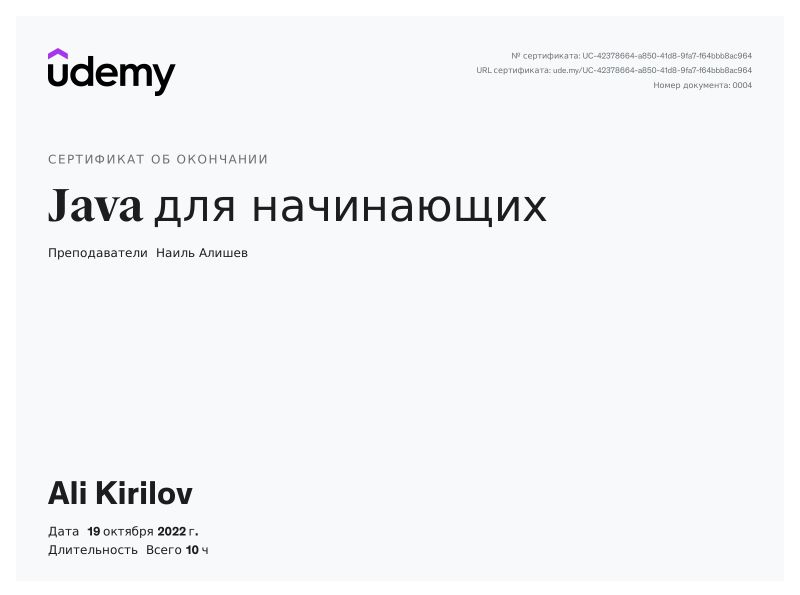 udemy
№ сертификата: UC-42378664-a850-41d8-9fa7-f64bbb8ac964
URL сертификата: ude.my/UC-42378664-a850-41d8-9fa7-f64bbb8ac964
Номер документа: 0004
СЕРТИФИКАТ ОБ ОКОНЧАНИИ
Java для начинающих
Преподаватели Наиль Алишев
Ali Kirilov
Дата 19 октября 2022 г.
Длительность Всего 10 ч